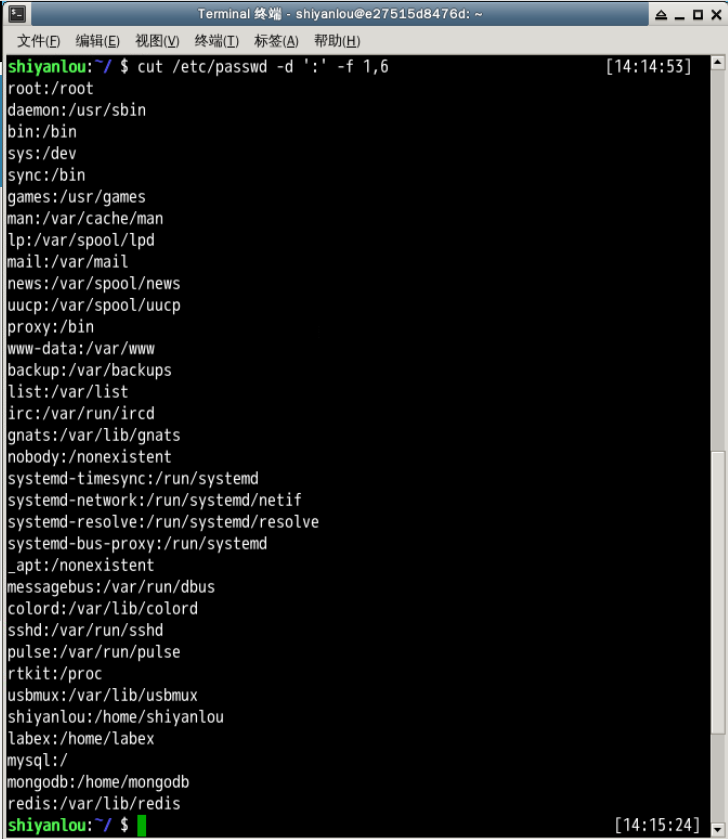 Terminal 终端 - shiyanlou@e27515d8476d: ~
文件(F) 编辑(E) 视图(V) 终端(T) 标签(A) 帮助(H)
shiyanlou:~/ $ cut /etc/passwd -d ':' -f 1,6 [14:14:53]
root:/root
daemon:/usr/sbin
bin:/bin
sys:/dev
sync:/bin
games:/usr/games
man:/var/cache/man
lp:/var/spool/lpd
mail:/var/mail
news:/var/spool/news
uucp:/var/spool/uucp
proxy:/bin
www-data:/var/www
backup:/var/backups
list:/var/list
irc:/var/run/ircd
gnats:/var/lib/gnats
nobody:/nonexistent
systemd-timesync:/run/systemd
systemd-network:/run/systemd/netif
systemd-resolve:/run/systemd/resolve
systemd-bus-proxy:/run/systemd
_apt:/nonexistent
messagebus:/var/run/dbus
colord:/var/lib/colord
sshd:/var/run/sshd
pulse:/var/run/pulse
rtkit:/proc
usbmux:/var/lib/usbmux
shiyanlou:/home/shiyanlou
labex:/home/labex
mysql:/
mongodb:/home/mongodb
redis:/var/lib/redis
shiyanlou:~/ $ [14:15:24]